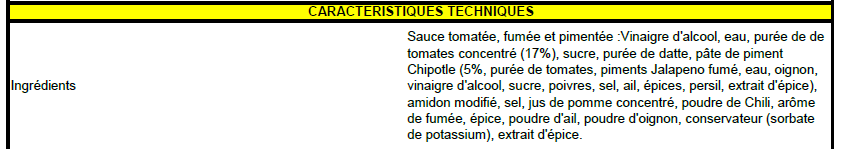 CARACTERISTIQUES TECHNIQUES
Ingrédients
Sauce tomatée, fumée et pimentée :Vinaigre d'alcool, eau, purée de de
tomates concentré (17%), sucre, purée de datte, pâte de piment
Chipotle (5%, purée de tomates, piments Jalapeno fumé, eau, oignon,
vinaigre d'alcool, sucre, poivres, sel, ail, épices, persil, extrait d'épice),
amidon modifié, sel, jus de pomme concentré, poudre de Chili, arôme
de fumée, épice, poudre d'ail, poudre d'oignon, conservateur (sorbate
de potassium), extrait d'épice.